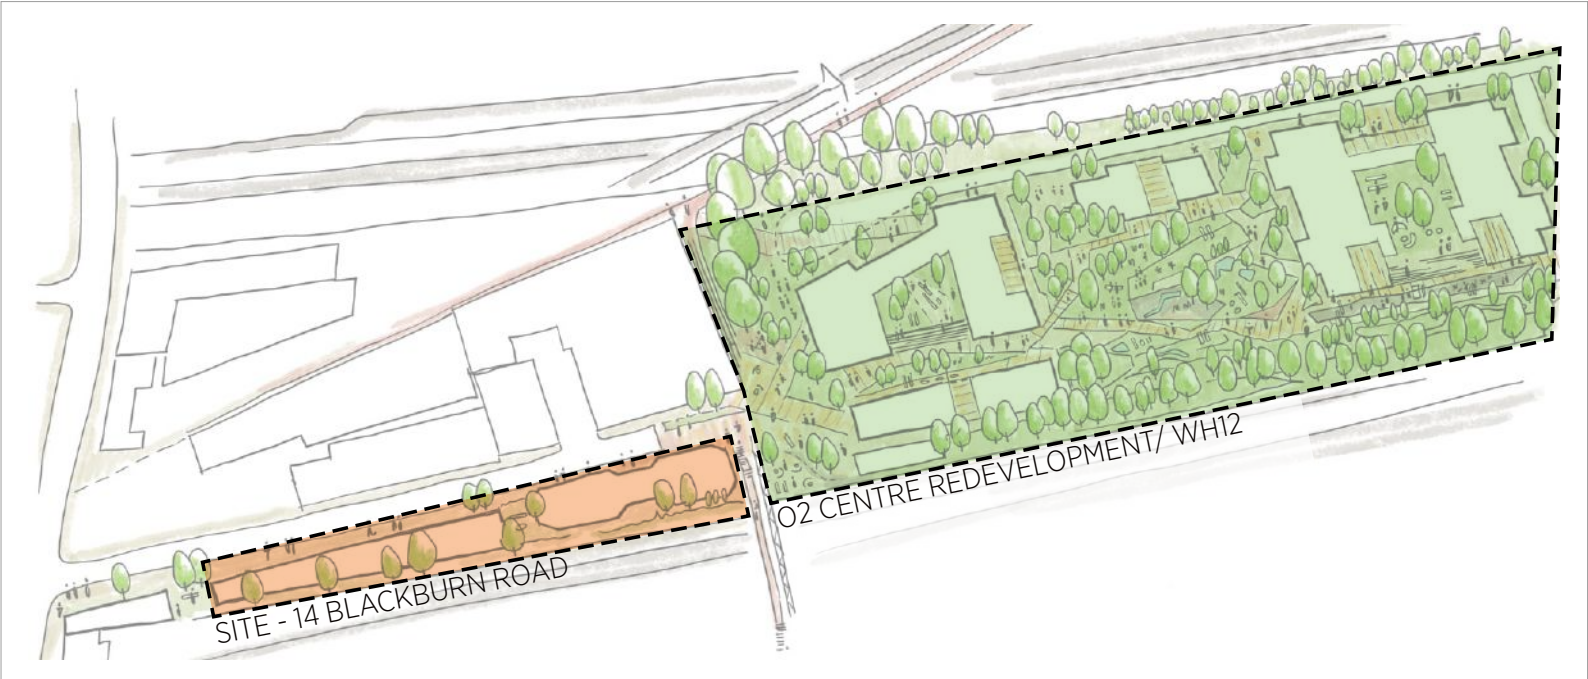 O2 CENTRE REDEVELOPMENT/ WH12
SITE - 14 BLACKBURN ROAD